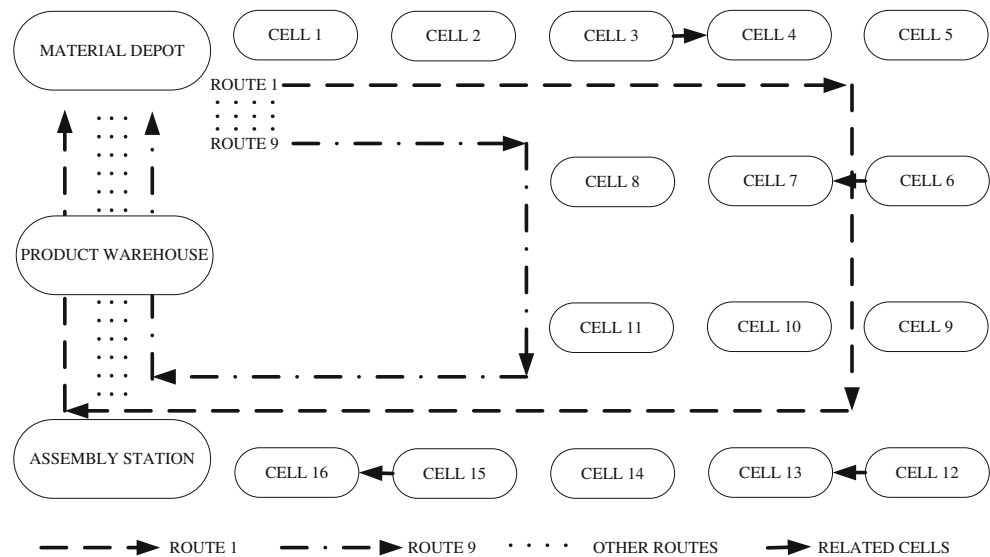 MATERIAL DEPOT
CELL 1
CELL 2
CELL 3
CELL 4
CELL 5
ROUTE 1
ROUTE 9
CELL 8
CELL 7
CELL 6
PRODUCT WAREHOUSE
CELL 11
CELL 10
CELL 9
ASSEMBLY STATION
CELL 16
CELL 15
CELL 14
CELL 13
CELL 12
ROUTE 1
ROUTE 9
OTHER ROUTES
RELATED CELLS